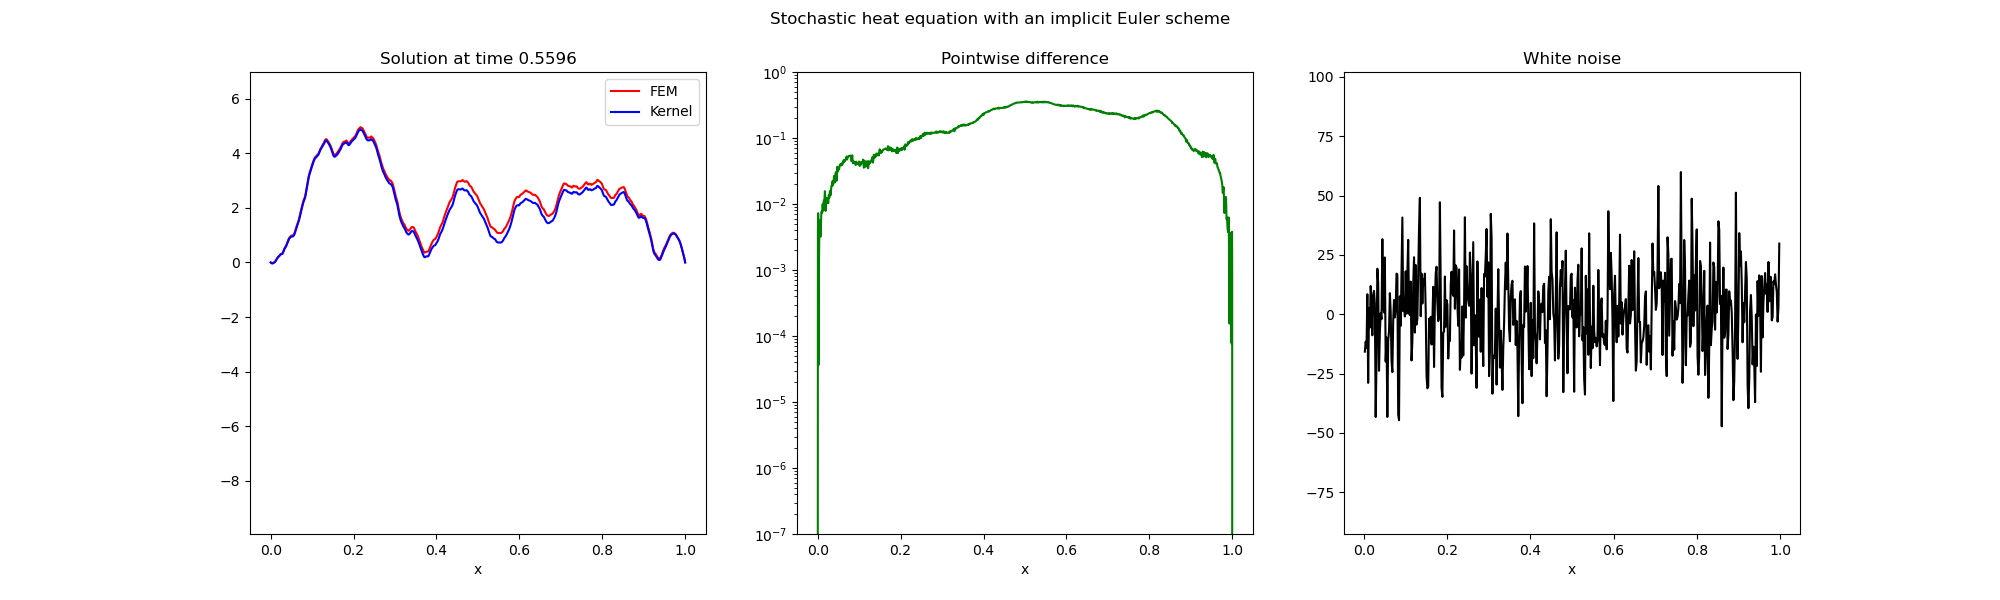 Stochastic heat equation with an implicit Euler scheme
Solution at time 0.5596
6
4
2
0
−2
−4
−6
−8
0.0 0.2 0.4 0.6 0.8 1.0
x
FEM
Kernel
Pointwise difference
10⁰
10⁻¹
10⁻²
10⁻³
10⁻⁴
10⁻⁵
10⁻⁶
10⁻⁷
0.0 0.2 0.4 0.6 0.8 1.0
x
White noise
100
75
50
25
0
−25
−50
−75
0.0 0.2 0.4 0.6 0.8 1.0
x